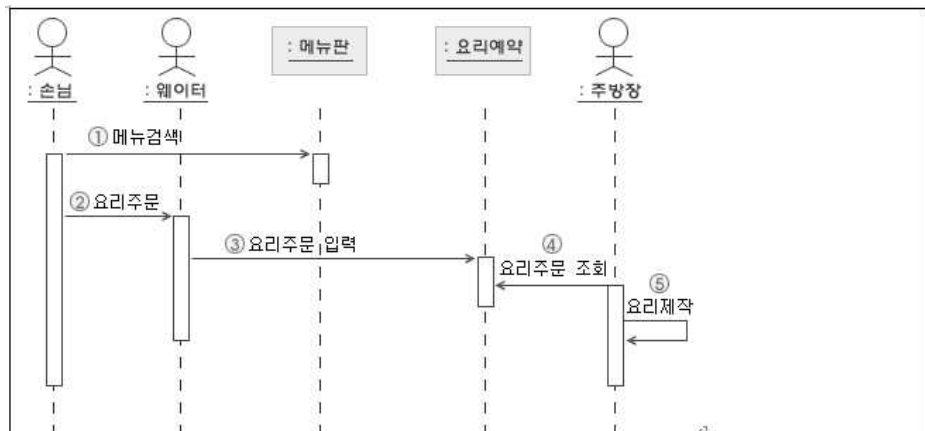 : 손님
: 웨이터
: 메뉴판
: 요리예약
: 주방장
① 메뉴검색
② 요리주문
③ 요리주문 입력
④
요리주문 조회
⑤
요리제작